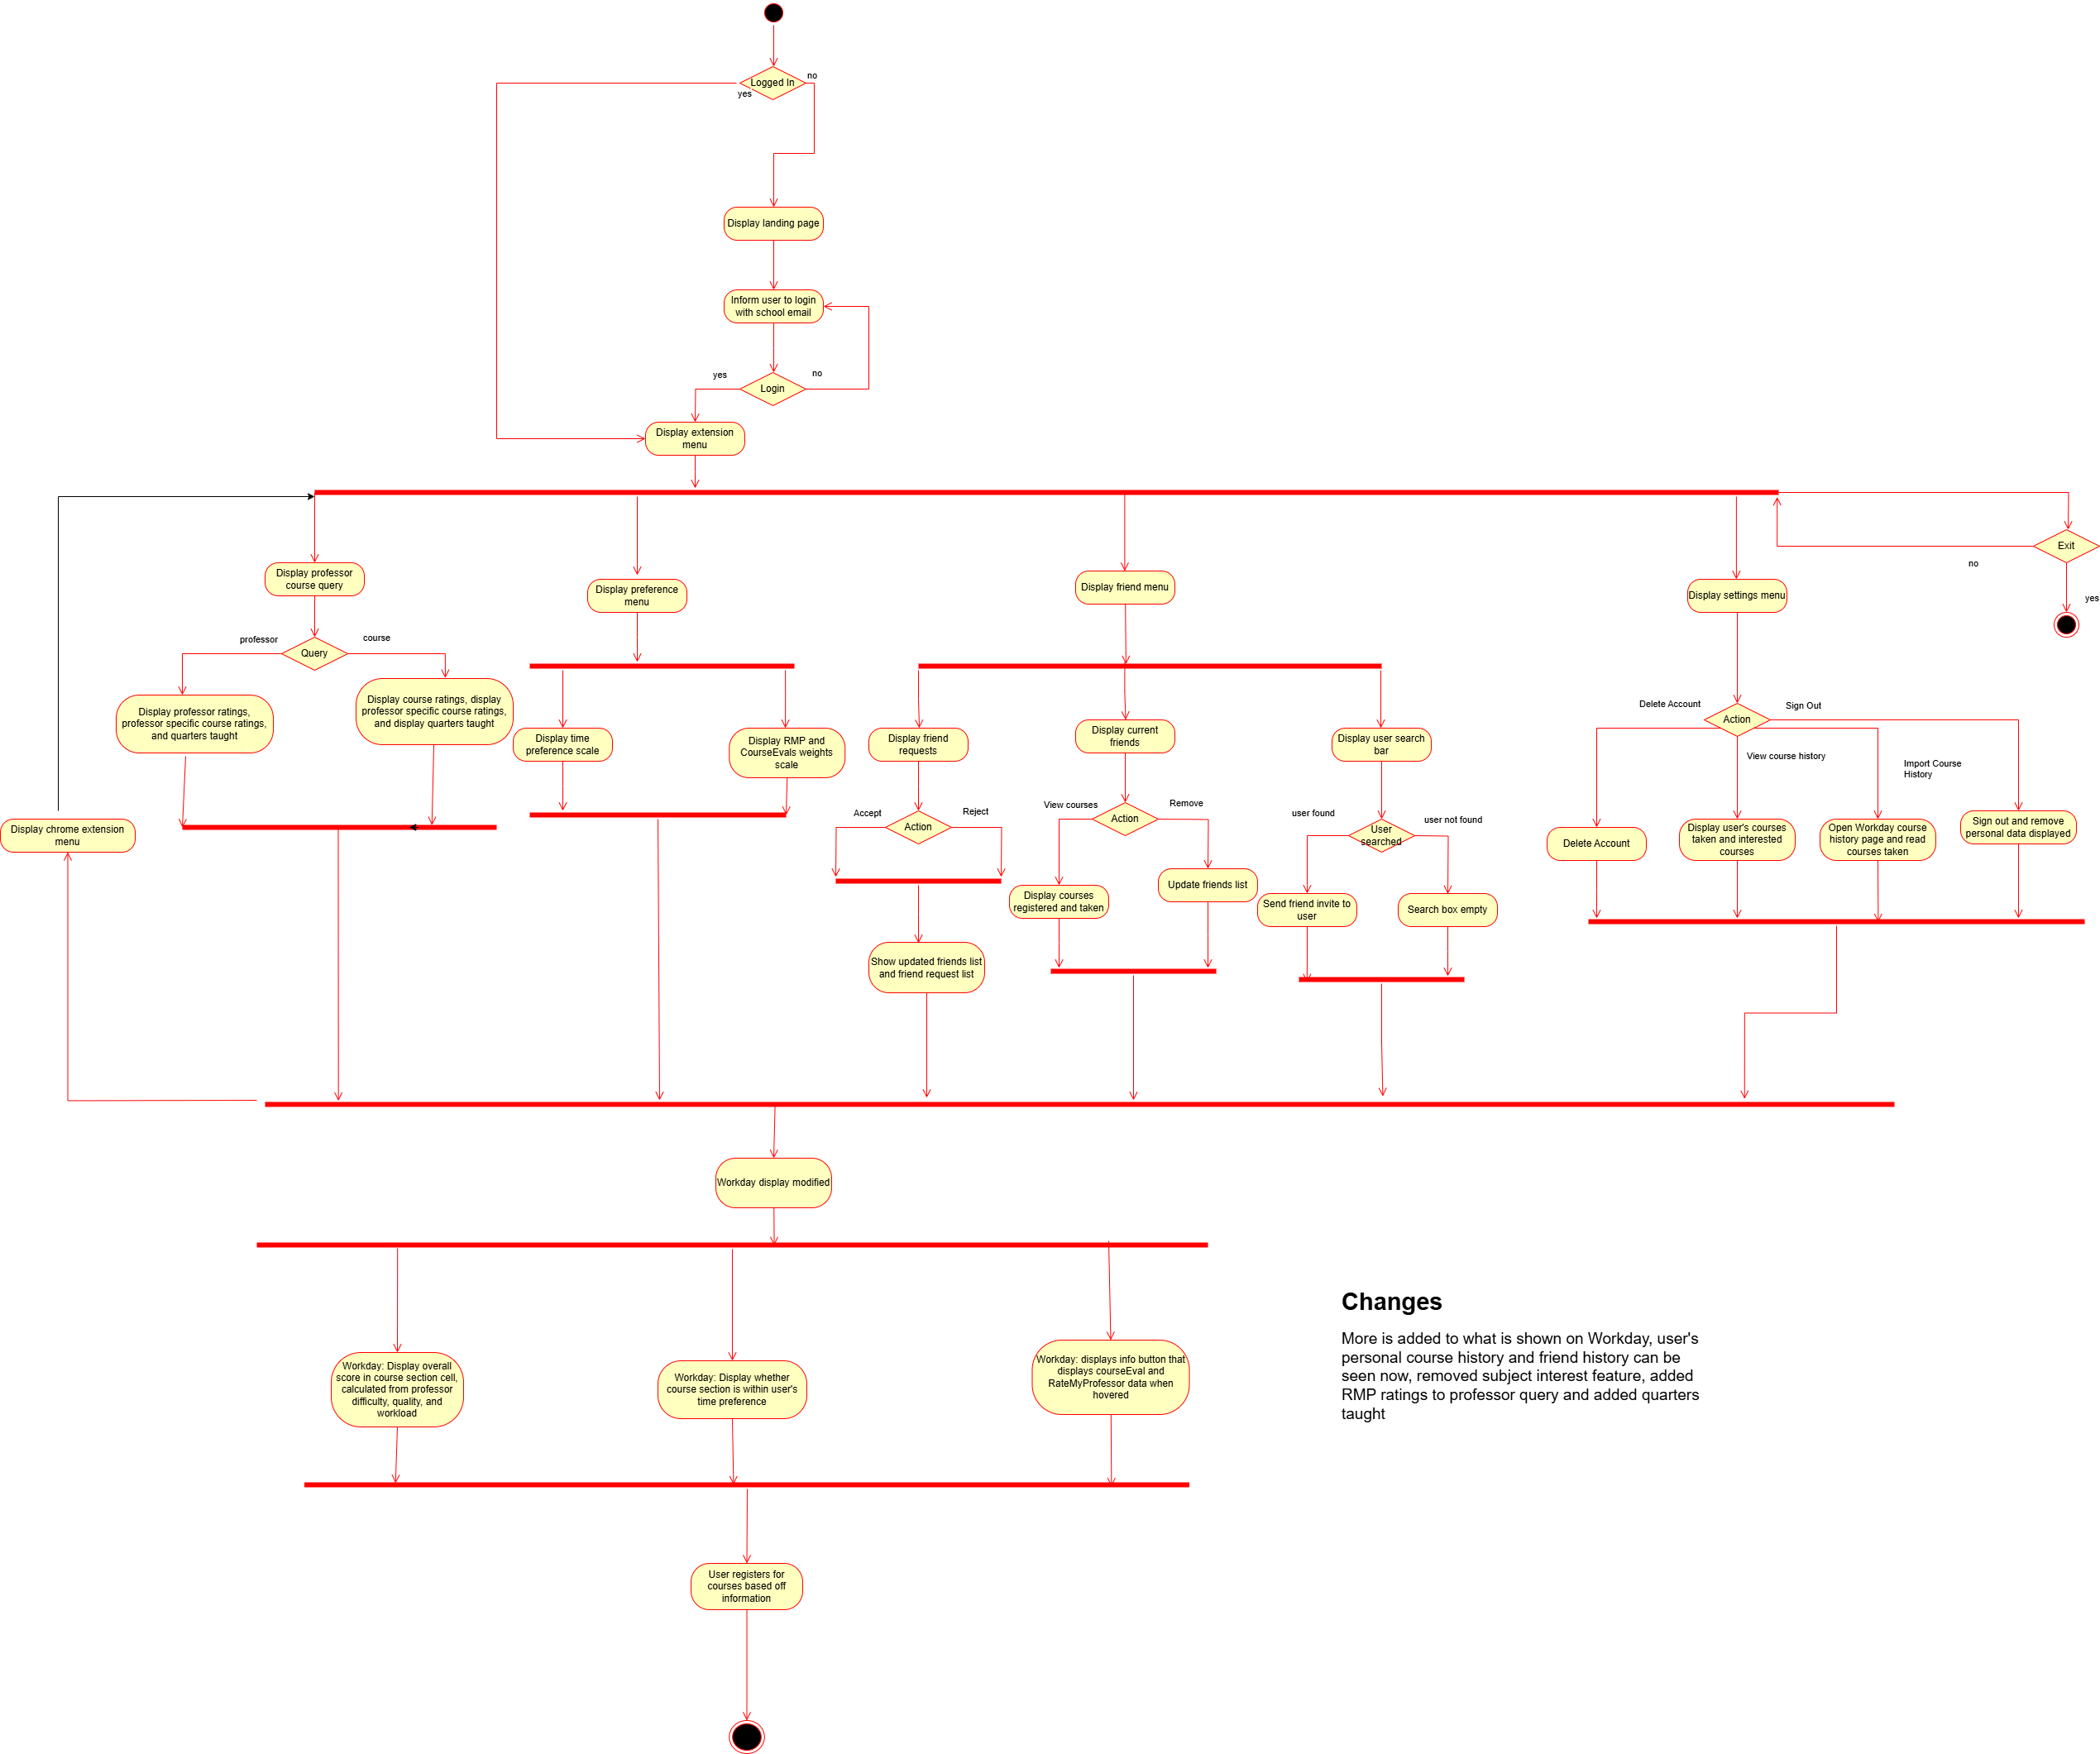 Logged In
no
yes
Display landing page
Inform user to login
with school email
yes
no
Login
Display extension
menu
Exit
no
yes
Display professor
course query
Display preference
menu
Display friend menu
Display settings menu
professor
course
Query
Display professor ratings,
professor specific course ratings,
and quarters taught
Display course ratings, display
professor specific course ratings,
and display quarters taught
Display time
preference scale
Display RMP and
CourseEvals weights
scale
Display friend
requests
Display current
friends
Display user search
bar
Delete Account
Sign Out
Action
View course history
Import Course
History
Display chrome extension
menu
Accept
Reject
Action
View courses
Remove
Action
user found
user not found
User
searched
Delete Account
Display user's courses
taken and interested
courses
Open Workday course
history page and read
courses taken
Sign out and remove
personal data displayed
Display courses
registered and taken
Update friends list
Send friend invite to
user
Search box empty
Show updated friends list
and friend request list
Workday display modified
Workday: Display overall
score in course section cell,
calculated from professor
difficulty, quality, and
workload
Workday: Display whether
course section is within user's
time preference
Workday: displays info button that
displays courseEval and
RateMyProfessor data when
hovered
Changes
More is added to what is shown on Workday, user's
personal course history and friend history can be
seen now, removed subject interest feature, added
RMP ratings to professor query and added quarters
taught
User registers for
courses based off
information